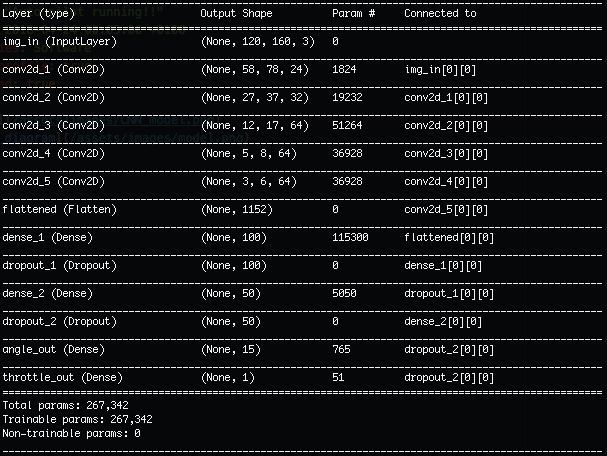 Layer (type) Output Shape Param # Connected to
img_in (InputLayer) (None, 120, 160, 3) 0
conv2d_1 (Conv2D) (None, 58, 78, 24) 1824 img_in[0][0]
conv2d_2 (Conv2D) (None, 27, 37, 32) 19232 conv2d_1[0][0]
conv2d_3 (Conv2D) (None, 12, 17, 64) 51264 conv2d_2[0][0]
conv2d_4 (Conv2D) (None, 5, 8, 64) 36928 conv2d_3[0][0]
conv2d_5 (Conv2D) (None, 3, 6, 64) 36928 conv2d_4[0][0]
flattened (Flatten) (None, 1152) 0 conv2d_5[0][0]
dense_1 (Dense) (None, 100) 115300 flattened[0][0]
dropout_1 (Dropout) (None, 100) 0 dense_1[0][0]
dense_2 (Dense) (None, 50) 5050 dropout_1[0][0]
dropout_2 (Dropout) (None, 50) 0 dense_2[0][0]
angle_out (Dense) (None, 15) 765 dropout_2[0][0]
throttle_out (Dense) (None, 1) 51 dropout_2[0][0]
Total params: 267,342
Trainable params: 267,342
Non-trainable params: 0